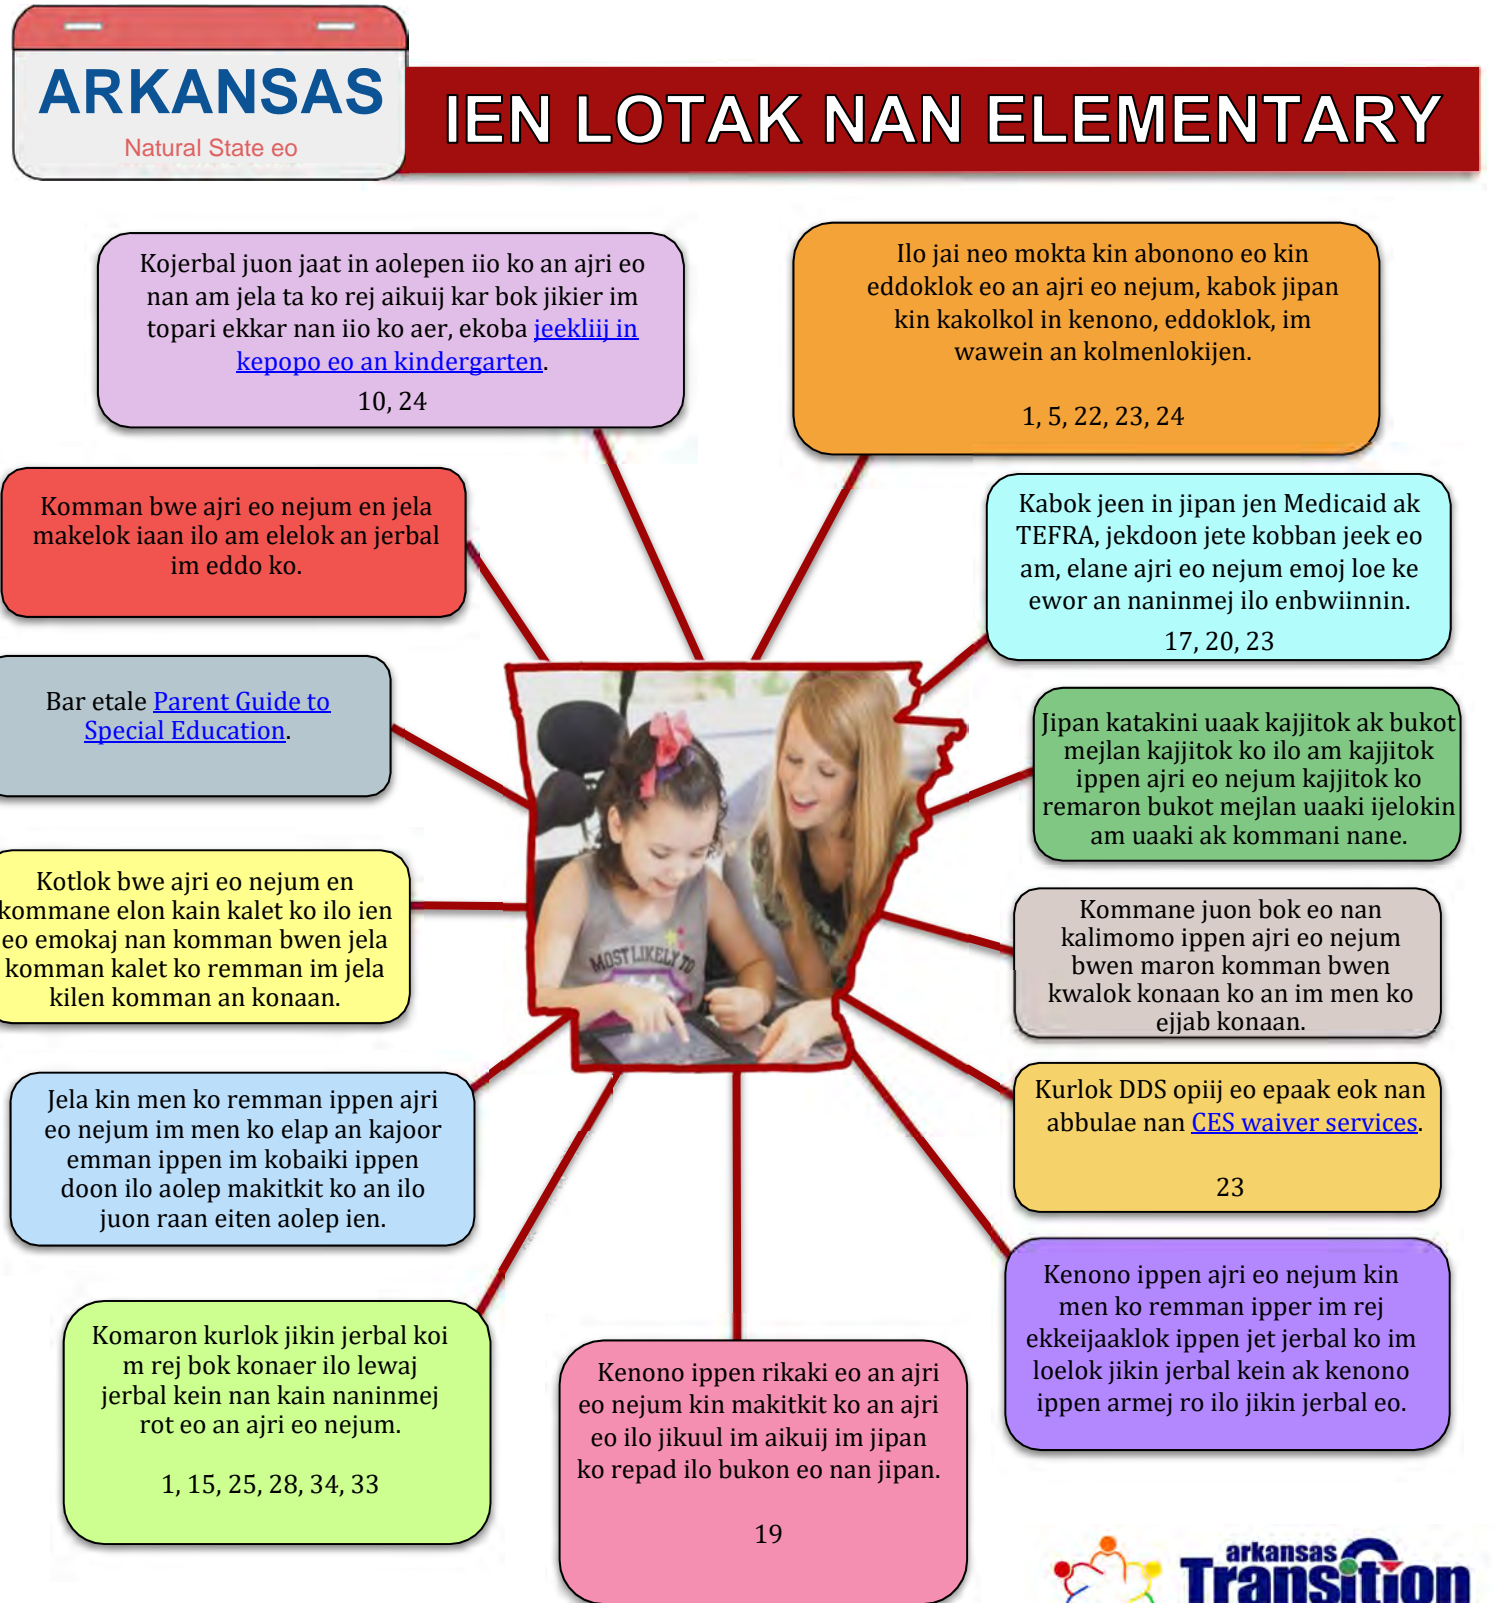 ARKANSAS
Natural State eo
IEN LOTAK NAN ELEMENTARY
Kojerbal juon jaat in aolepen iio ko an ajri eo
nan am jela ta ko rej aikuij kar bok jikier im
topari ekkar nan iio ko aer, ekoba jeekliij in
kepopo eo an kindergarten.
10, 24
Ilo jai neo mokta kin abonono eo kin
eddoklok eo an ajri eo nejum, kabok jipan
kin kakolkol in kenono, eddoklok, im
wawein an kolmenlokijen.
1, 5, 22, 23, 24
Komman bwe ajri eo nejum en jela
makelok iaan ilo am elelok an jerbal
im eddo ko.
Kabok jeen in jipan jen Medicaid ak
TEFRA, jekdoon jete kobban jeek eo
am, elane ajri eo nejum emoj loe ke
ewor an naninmej ilo enbwiinnin.
17, 20, 23
Bar etale Parent Guide to
Special Education.
Jipan katakini uaak kajjitok ak bukot
mejlan kajjitok ko ilo am kajjitok
ippen ajri eo nejum kajjitok ko
remaron bukot mejlan uaaki ijelokin
am uaaki ak kommani nane.
Kotlok bwe ajri eo nejum en
kommane elon kain kalet ko ilo ien
eo emokaj nan komman bwen jela
komman kalet ko remman im jela
kilen komman an konaan.
Kommane juon bok eo nan
kalimomo ippen ajri eo nejum
bwen maron komman bwen
kwalok konaan ko an im men ko
ejjab konaan.
MOST LIKELY TO
Jela kin men ko remman ippen ajri
eo nejum im men ko elap an kajoor
emman ippen im kobaiki ippen
doon ilo aolep makitkit ko an ilo
juon raan eiten aolep ien.
Kurlok DDS opiij eo epaak eok nan
abbulae nan CES waiver services.
23
Komaron kurlok jikin jerbal koi
m rej bok konaer ilo lewaj
jerbal kein nan kain naninmej
rot eo an ajri eo nejum.
1, 15, 25, 28, 34, 33
Kenono ippen rikaki eo an ajri
eo nejum kin makitkit ko an ajri
eo ilo jikuul im aikuij im jipan
ko repad ilo bukon eo nan jipan.
19
Kenono ippen ajri eo nejum kin
men ko remman ipper im rej
ekkeijaaklok ippen jet jerbal ko im
loelok jikin jerbal kein ak kenono
ippen armej ro ilo jikin jerbal eo.
arkansas
Transition